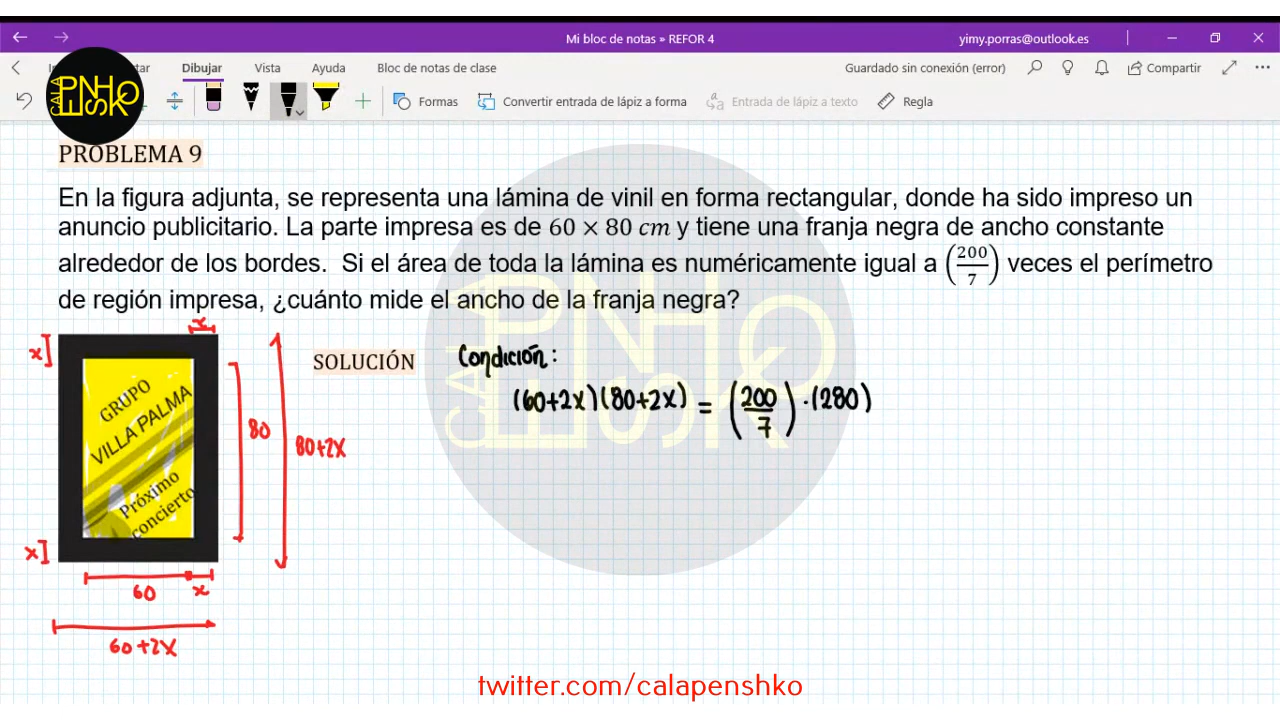 Mi bloc de notas » REFOR 4
yimy.porras@outlook.es
Dibujar
Vista
Ayuda
Bloc de notas de clase
Guardado sin conexión (error)
Compartir
Formas
Convertir entrada de lápiz a forma
Entrada de lápiz a texto
Regla
CALA
PENSHKO
PROBLEMA 9
En la figura adjunta, se representa una lámina de vinil en forma rectangular, donde ha sido impreso un
anuncio publicitario. La parte impresa es de 60 × 80 cm y tiene una franja negra de ancho constante
alrededor de los bordes. Si el área de toda la lámina es numéricamente igual a (200/7) veces el perímetro
de región impresa, ¿cuánto mide el ancho de la franja negra?
x
x]
GRUPO
VILLA PALMA
Próximo
concierto
80
80+2x
x]
60
x
60+2x
SOLUCIÓN
Condición:
(60+2x)(80+2x) = (200/7) · (280)
twitter.com/calapenshko